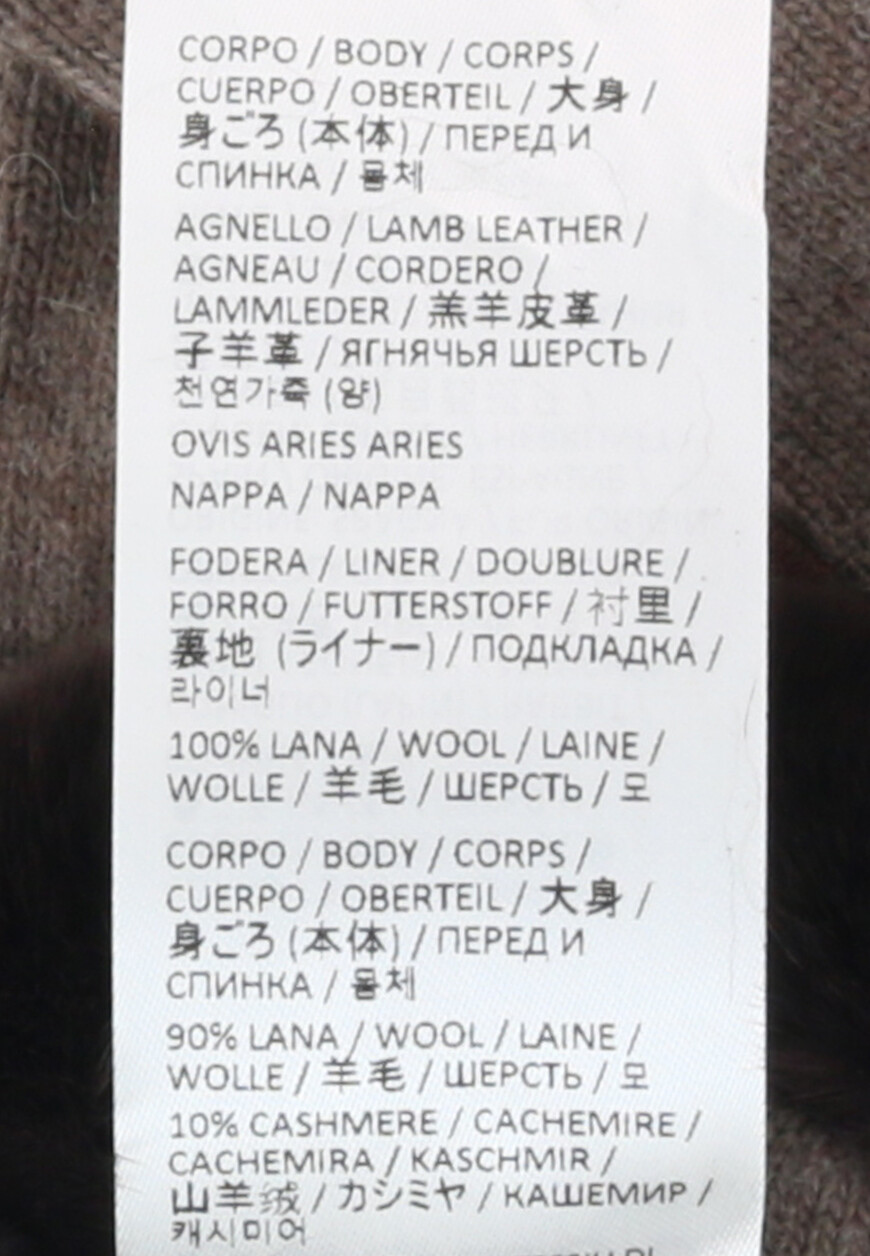 CORPO / BODY / CORPS /
CUERPO / OBERTEIL / 大身 /
身ごろ (本体) / ПЕРЕД И
СПИНКА / 몸체
AGNELLO / LAMB LEATHER /
AGNEAU / CORDERO /
LAMMLEDER / 羔羊皮革 /
子羊革 / ЯГНЯЧЬЯ ШЕРСТЬ /
천연가죽 (양)
OVIS ARIES ARIES
NAPPA / NAPPA
FODERA / LINER / DOUBLURE /
FORRO / FUTTERSTOFF / 衬里 /
裏地 (ライナー) / ПОДКЛАДКА /
라이너
100% LANA / WOOL / LAINE /
WOLLE / 羊毛 / ШЕРСТЬ / 모
CORPO / BODY / CORPS /
CUERPO / OBERTEIL / 大身 /
身ごろ (本体) / ПЕРЕД И
СПИНКА / 몸체
90% LANA / WOOL / LAINE /
WOLLE / 羊毛 / ШЕРСТЬ / 모
10% CASHMERE / CACHEMIRE /
CACHEMIRA / KASCHMIR /
山羊绒 / カシミヤ / КАШЕМИР /
캐시미어